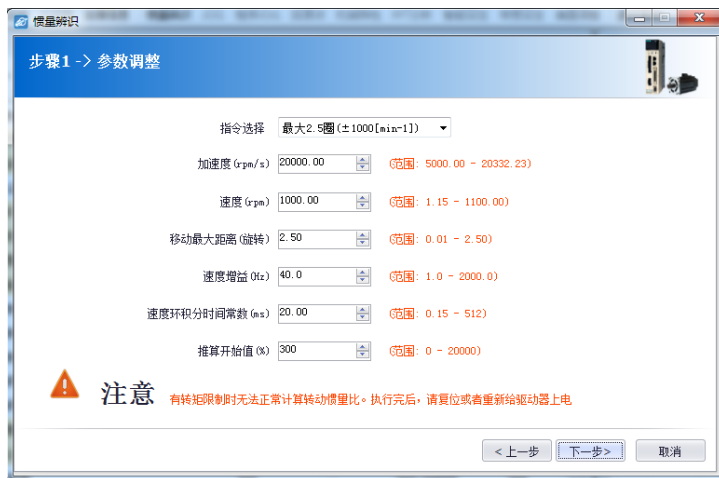 惯量辨识
步骤1 -> 参数调整
指令选择 最大2.5圈(±1000[min-1])
加速度(rpm/s) 20000.00 (范围: 5000.00 - 20332.23)
速度(rpm) 1000.00 (范围: 1.15 - 1100.00)
移动最大距离(旋转) 2.50 (范围: 0.01 - 2.50)
速度增益(Hz) 40.0 (范围: 1.0 - 2000.0)
速度环积分时间常数(ms) 20.00 (范围: 0.15 - 512)
推算开始值(%) 300 (范围: 0 - 20000)
注意 有转矩限制时无法正常计算转动惯量比。执行完后，请复位或者重新给驱动器上电
<上一步 下一步> 取消